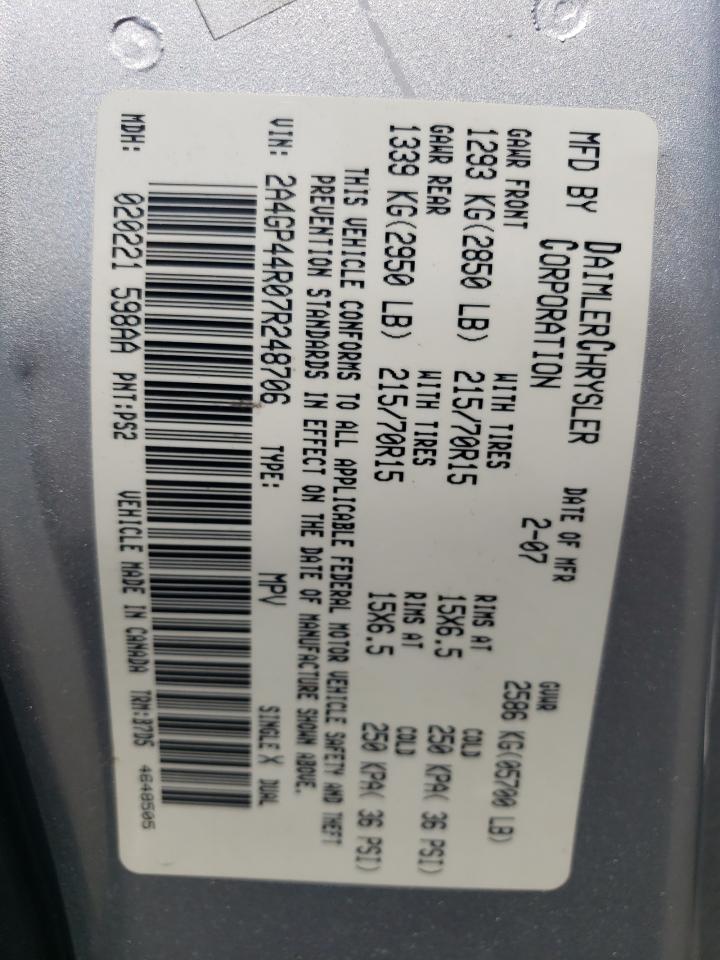 MFD BY DAIMLERCHRYSLER CORPORATION
DATE OF MFR 2-07
GVWR 2586 KG(05700 LB)
GAWR FRONT WITH TIRES RIMS AT COLD
1293 KG(2850 LB) 215/70R15 15X6.5 250 KPA( 36 PSI)
GAWR REAR WITH TIRES RIMS AT COLD
1339 KG(2950 LB) 215/70R15 15X6.5 250 KPA( 36 PSI)
THIS VEHICLE CONFORMS TO ALL APPLICABLE FEDERAL MOTOR VEHICLE SAFETY AND THEFT
PREVENTION STANDARDS IN EFFECT ON THE DATE OF MANUFACTURE SHOWN ABOVE.
VIN: 2A4GP44R07R248706 TYPE: MPV SINGLE X DUAL
MDH: 020221 598AA PNT:PS2 VEHICLE MADE IN CANADA TRM:B7D5 4648505